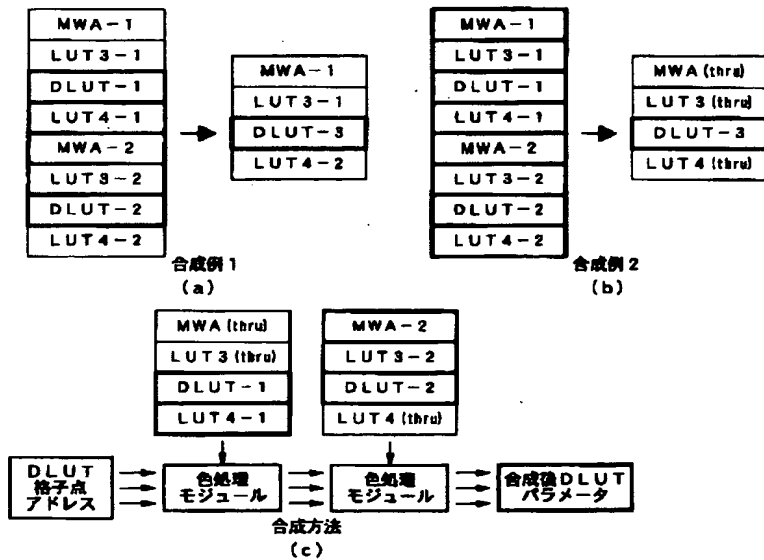 MWA-1
LUT3-1
DLUT-1
LUT4-1
MWA-2
LUT3-2
DLUT-2
LUT4-2
MWA-1
LUT3-1
DLUT-3
LUT4-2
合成例1
(a)
MWA-1
LUT3-1
DLUT-1
LUT4-1
MWA-2
LUT3-2
DLUT-2
LUT4-2
MWA(thru)
LUT3(thru)
DLUT-3
LUT4(thru)
合成例2
(b)
MWA(thru)
LUT3(thru)
DLUT-1
LUT4-1
MWA-2
LUT3-2
DLUT-2
LUT4(thru)
DLUT
格子点
アドレス
色処理
モジュール
色処理
モジュール
合成後DLUT
パラメータ
合成方法
(c)